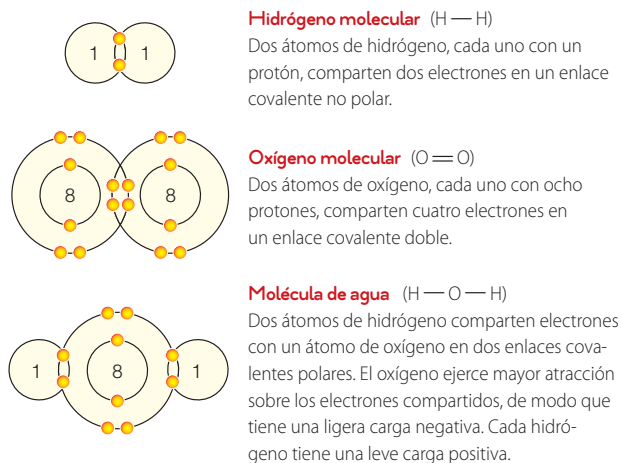 Hidrógeno molecular (H — H)
1 1
Dos átomos de hidrógeno, cada uno con un
protón, comparten dos electrones en un enlace
covalente no polar.
Oxígeno molecular (O ═ O)
8 8
Dos átomos de oxígeno, cada uno con ocho
protones, comparten cuatro electrones en
un enlace covalente doble.
Molécula de agua (H — O — H)
1 8 1
Dos átomos de hidrógeno comparten electrones
con un átomo de oxígeno en dos enlaces cova-
lentes polares. El oxígeno ejerce mayor atracción
sobre los electrones compartidos, de modo que
tiene una ligera carga negativa. Cada hidró-
geno tiene una leve carga positiva.